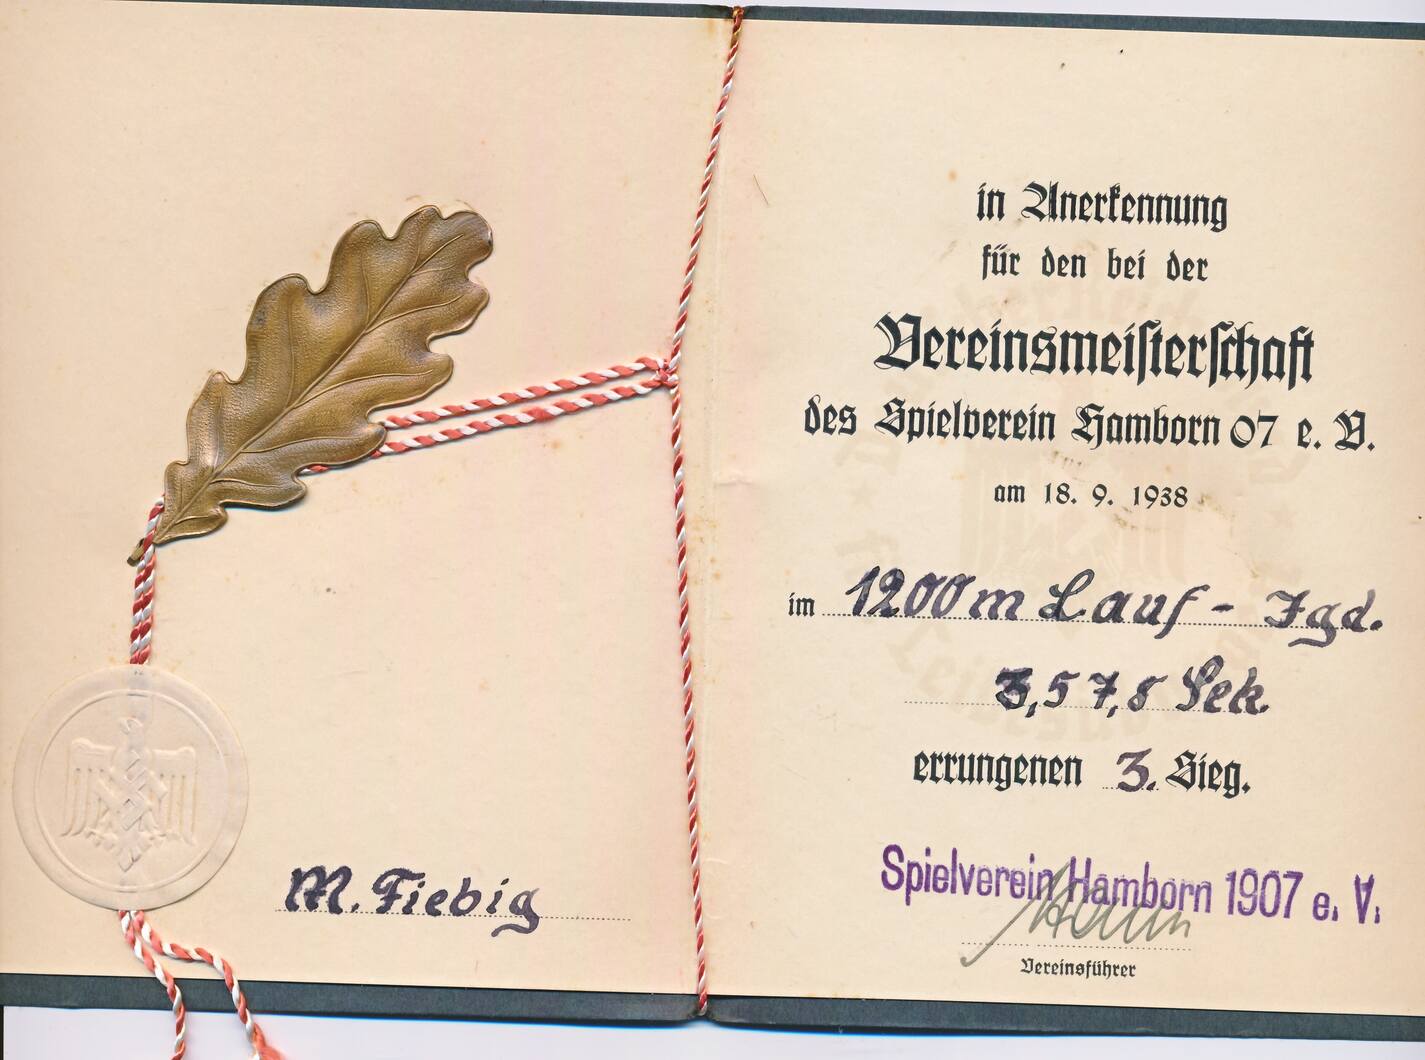 M. Fiebig
in Anerkennung
für den bei der
Vereinsmeisterschaft
des Spielverein Hamborn 07 e. V.
am 18. 9. 1938
im 1200m Lauf - Jgd.
3,57,8 Sek.
errungenen 3. Sieg.
Spielverein Hamborn 1907 e. V.
Vereinsführer